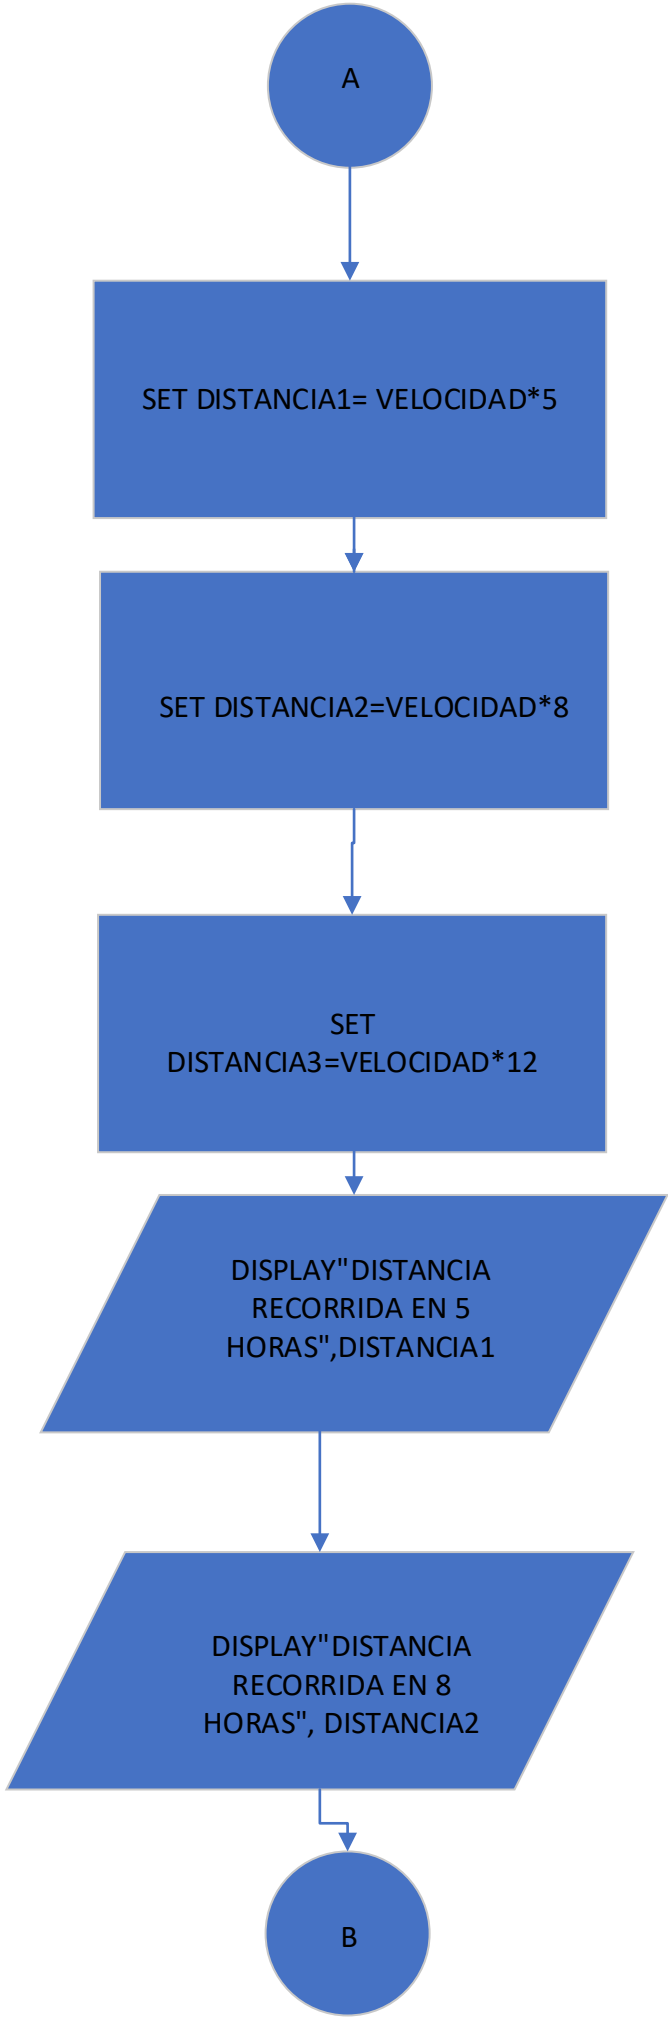 A
SET DISTANCIA1= VELOCIDAD*5
SET DISTANCIA2=VELOCIDAD*8
SET
DISTANCIA3=VELOCIDAD*12
DISPLAY"DISTANCIA
RECORRIDA EN 5
HORAS",DISTANCIA1
DISPLAY"DISTANCIA
RECORRIDA EN 8
HORAS", DISTANCIA2
B